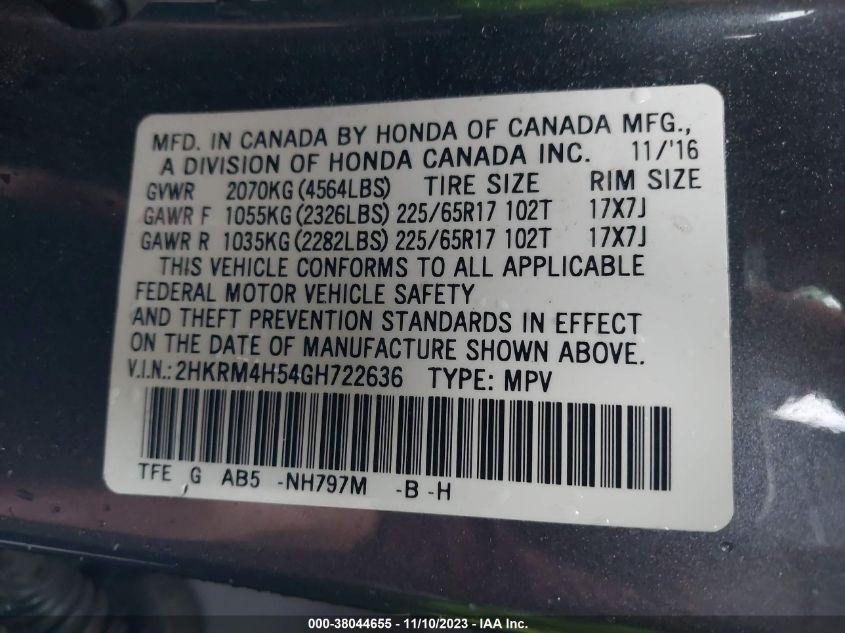 MFD. IN CANADA BY HONDA OF CANADA MFG.,
A DIVISION OF HONDA CANADA INC. 11/'16
GVWR 2070KG (4564LBS) TIRE SIZE RIM SIZE
GAWR F 1055KG (2326LBS) 225/65R17 102T 17X7J
GAWR R 1035KG (2282LBS) 225/65R17 102T 17X7J
THIS VEHICLE CONFORMS TO ALL APPLICABLE
FEDERAL MOTOR VEHICLE SAFETY
AND THEFT PREVENTION STANDARDS IN EFFECT
ON THE DATE OF MANUFACTURE SHOWN ABOVE.
V.I.N.: 2HKRM4H54GH722636 TYPE: MPV
TFE G AB5 -NH797M -B -H
000-38044655 - 11/10/2023 - IAA Inc.